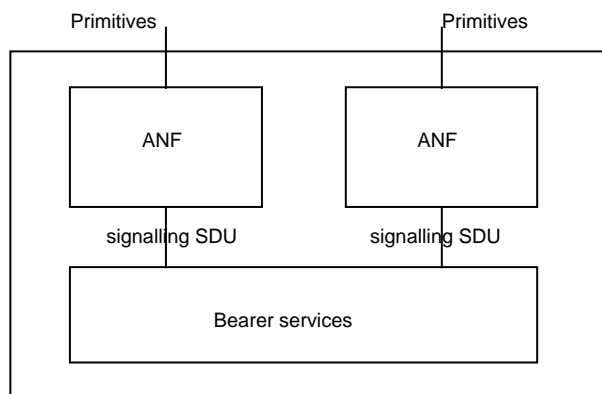 Primitives
Primitives
ANF
ANF
signalling SDU
signalling SDU
Bearer services